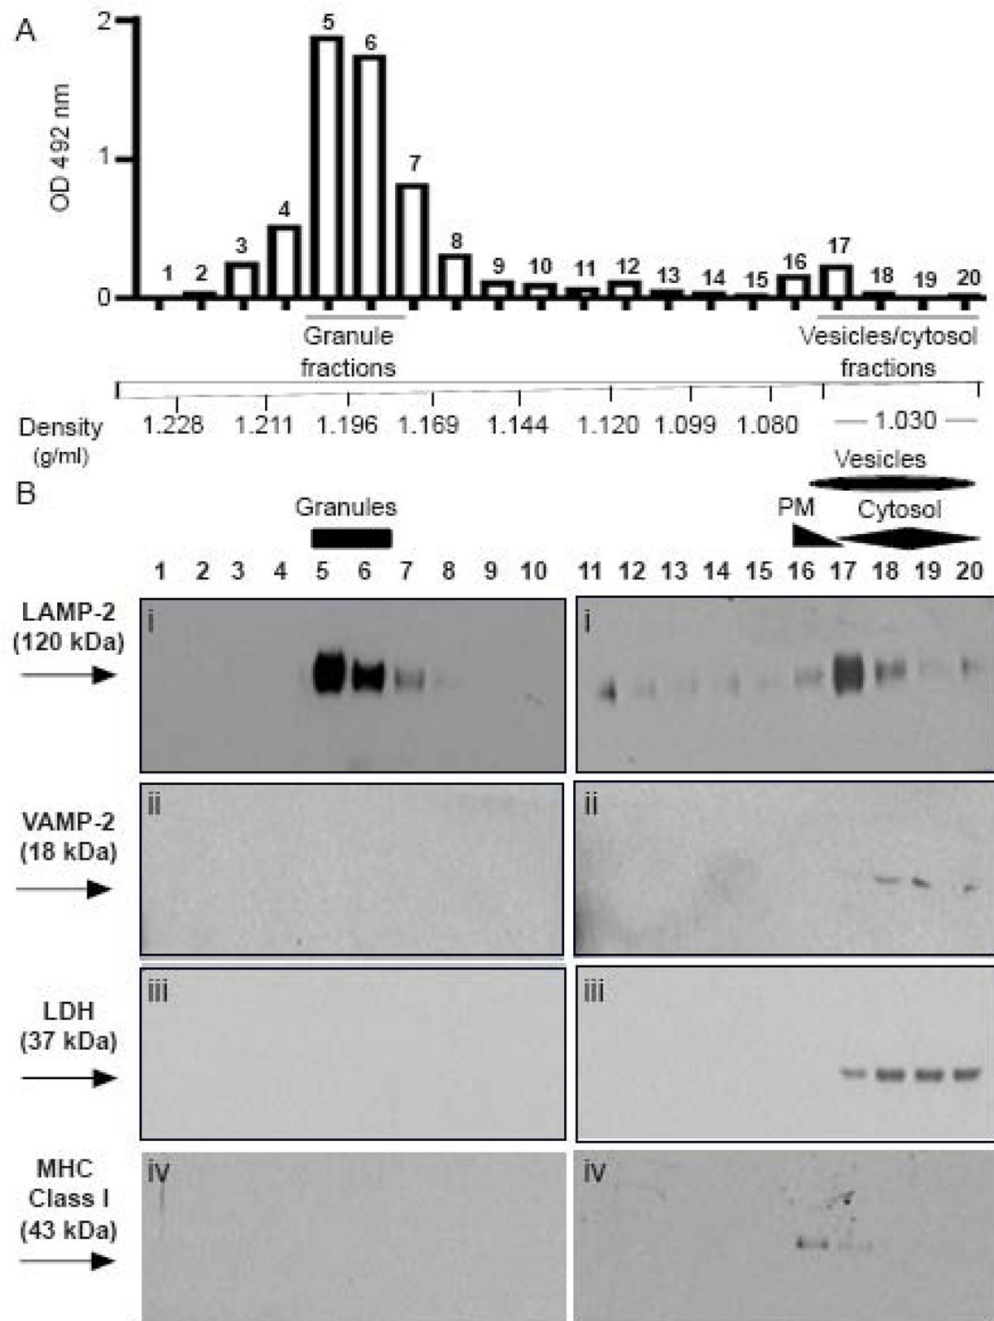 A
2
1
0
OD 492 nm
1 2 3 4 5 6 7 8 9 10 11 12 13 14 15 16 17 18 19 20
Granule
fractions
Vesicles/cytosol
fractions
Density
(g/ml)
1.228 1.211 1.196 1.169 1.144 1.120 1.099 1.080 1.030
Vesicles
B
Granules
PM
Cytosol
1 2 3 4 5 6 7 8 9 10 11 12 13 14 15 16 17 18 19 20
LAMP-2
(120 kDa)
i
i
VAMP-2
(18 kDa)
ii
ii
LDH
(37 kDa)
iii
iii
MHC
Class I
(43 kDa)
iv
iv